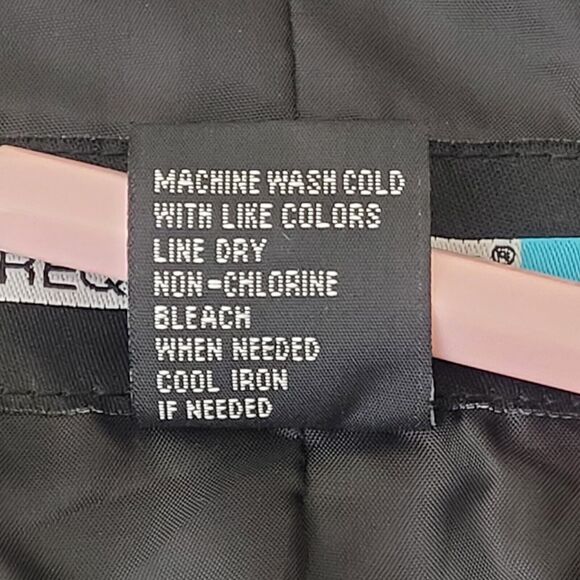 MACHINE WASH COLD
WITH LIKE COLORS
LINE DRY
NON-CHLORINE
BLEACH
WHEN NEEDED
COOL IRON
IF NEEDED
®